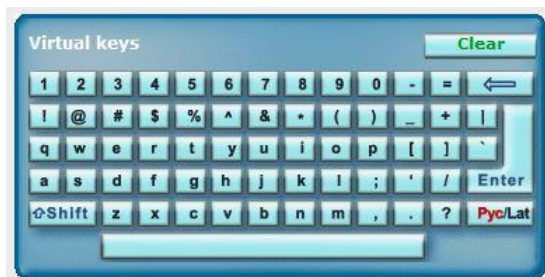 Virtual keys Clear
1 2 3 4 5 6 7 8 9 0 - = ⇦
! @ # $ % ^ & * ( ) _ + |
q w e r t y u i o p [ ] `
a s d f g h j k l ; ' / Enter
⇧Shift z x c v b n m , . ? Рус/Lat